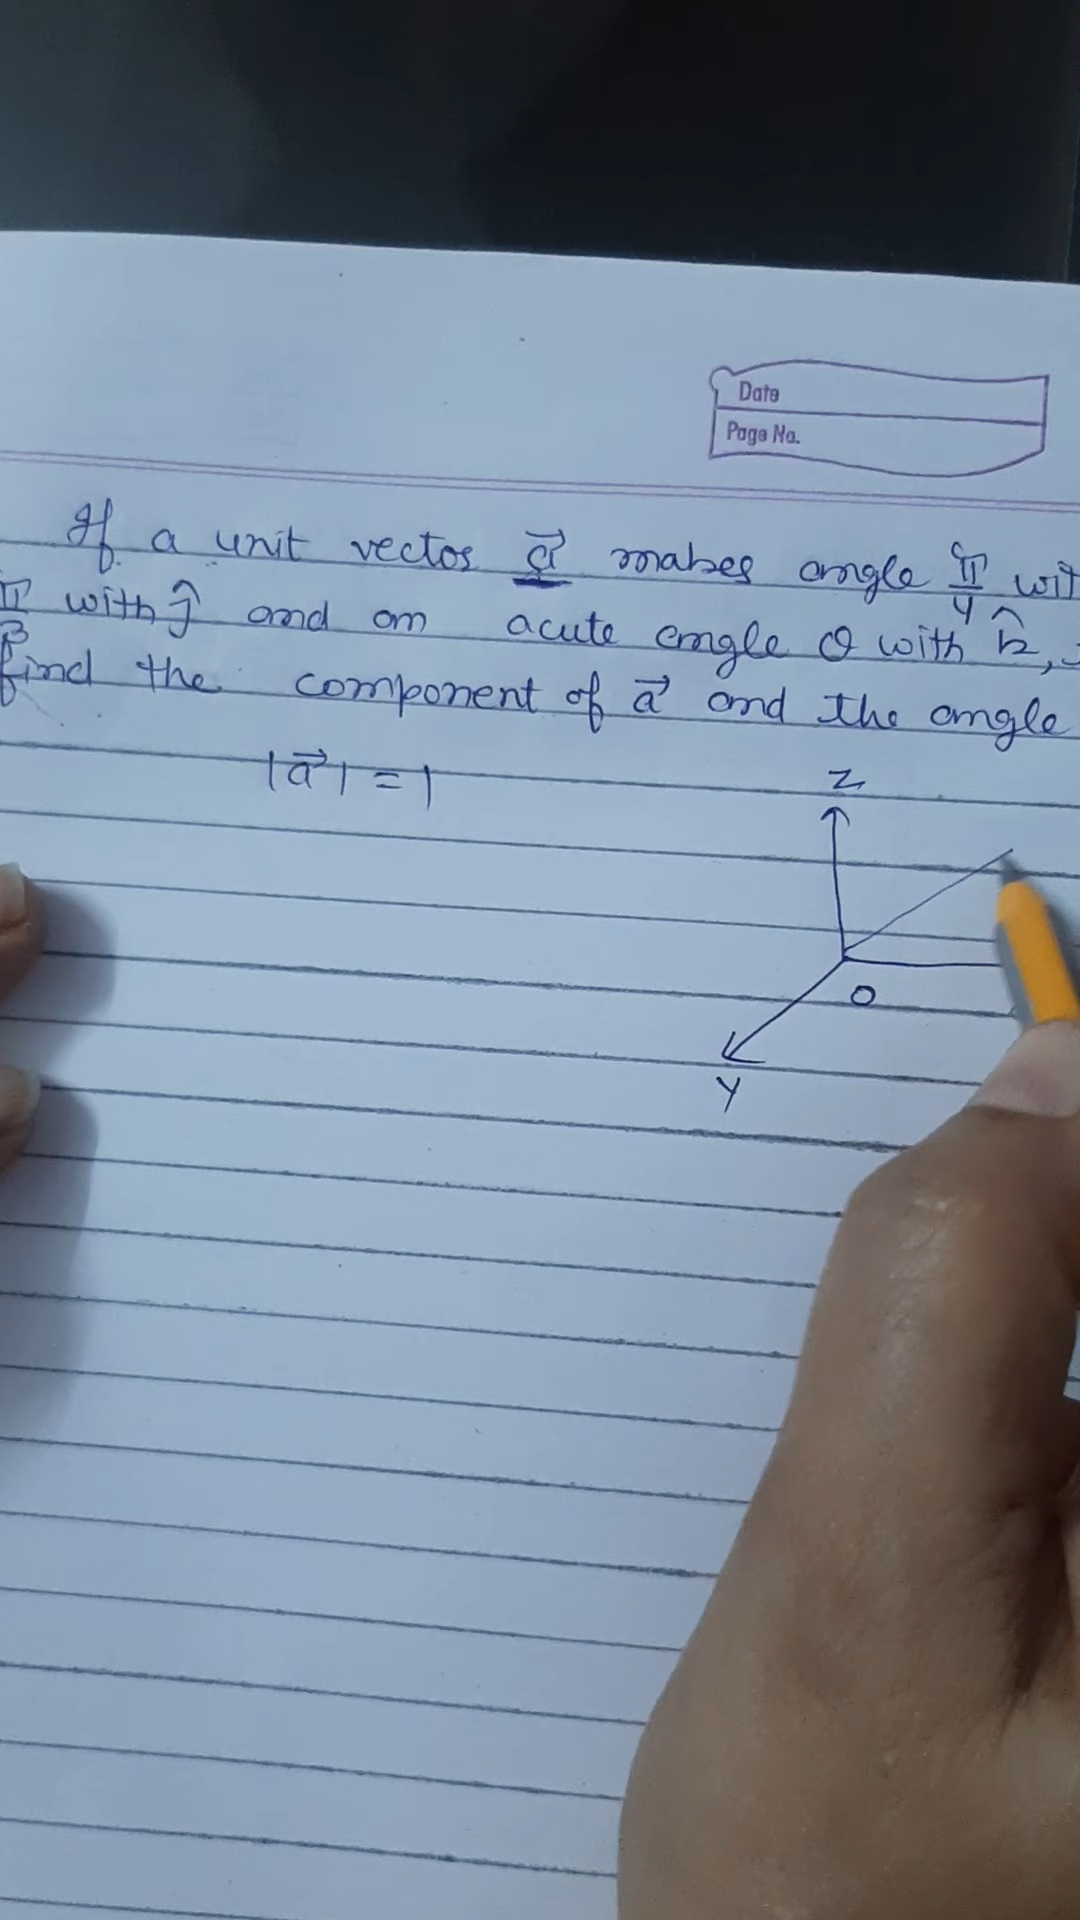 Date
Page No.
If a unit vector a⃗ makes angle π/4
π/3 with ĵ and an acute angle θ with k̂,
find the component of a⃗ and the angle
|a⃗| = 1
Z
O
Y